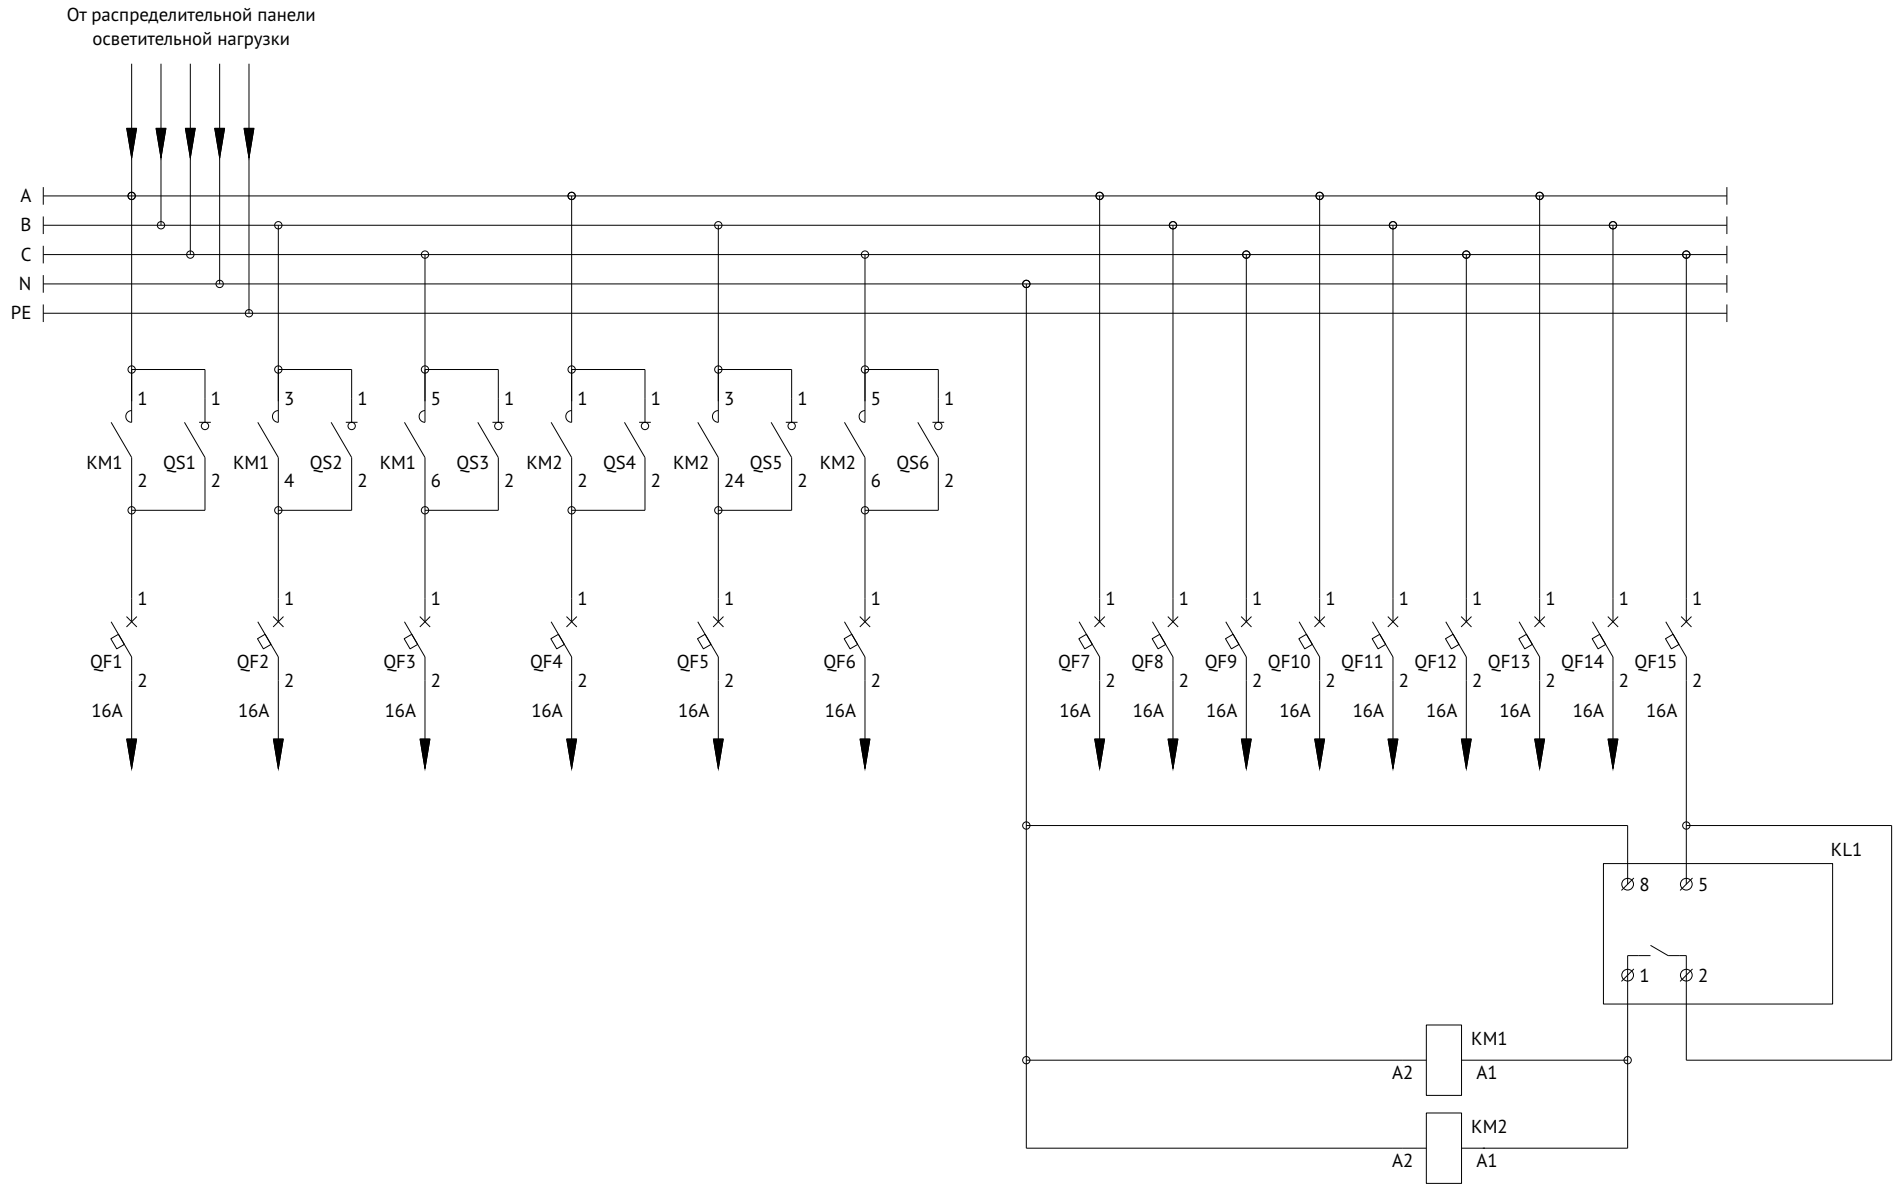 От распределительной панели
осветительной нагрузки
A
B
C
N
PE
1 1 3 1 5 1 1 1 3 1 5 1
KM1 QS1 KM1 QS2 KM1 QS3 KM2 QS4 KM2 QS5 KM2 QS6
2 2 4 2 6 2 2 2 24 2 6 2
1 1 1 1 1 1 1 1 1 1 1 1 1 1 1
QF1 QF2 QF3 QF4 QF5 QF6 QF7 QF8 QF9 QF10 QF11 QF12 QF13 QF14 QF15
2 2 2 2 2 2 2 2 2 2 2 2 2 2 2
16A 16A 16A 16A 16A 16A 16A 16A 16A 16A 16A 16A 16A 16A 16A
KL1
8 5
1 2
KM1
A2 A1
KM2
A2 A1